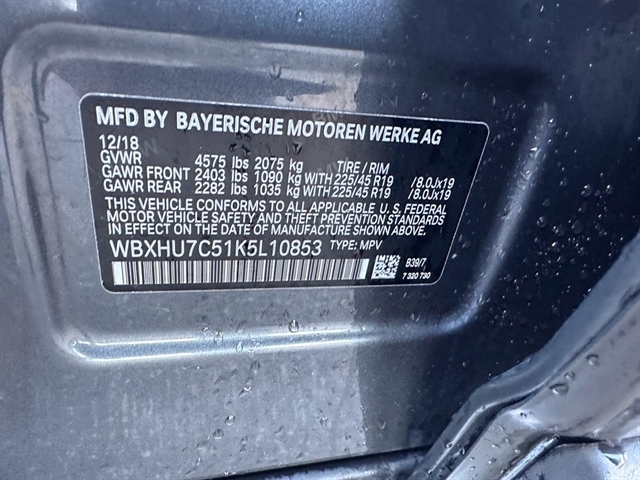 MFD BY BAYERISCHE MOTOREN WERKE AG
12/18
GVWR 4575 lbs 2075 kg TIRE / RIM
GAWR FRONT 2403 lbs 1090 kg WITH 225/45 R19 /8.0Jx19
GAWR REAR 2282 lbs 1035 kg WITH 225/45 R19 /8.0Jx19
THIS VEHICLE CONFORMS TO ALL APPLICABLE U. S. FEDERAL
MOTOR VEHICLE SAFETY AND THEFT PREVENTION STANDARDS
IN EFFECT ON THE DATE OF MANUFACTURE SHOWN ABOVE.
WBXHU7C51K5L10853 TYPE: MPV
B39/7
7 320 730